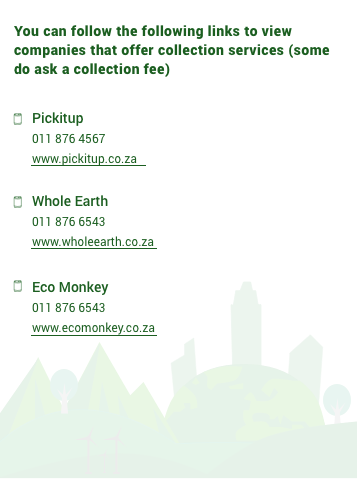 You can follow the following links to view
companies that offer collection services (some
do ask a collection fee)
Pickitup
011 876 4567
www.pickitup.co.za
Whole Earth
011 876 6543
www.wholeearth.co.za
Eco Monkey
011 876 6543
www.ecomonkey.co.za